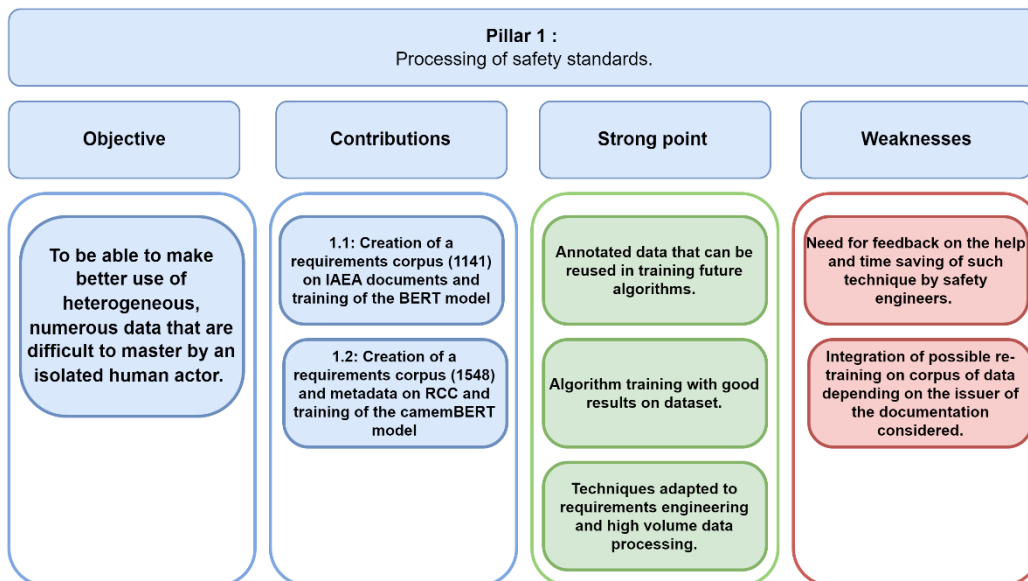 Pillar 1 :
Processing of safety standards.
Objective
Contributions
Strong point
Weaknesses
To be able to make
better use of
heterogeneous,
numerous data that are
difficult to master by an
isolated human actor.
1.1: Creation of a
requirements corpus (1141)
on IAEA documents and
training of the BERT model
1.2: Creation of a
requirements corpus (1548)
and metadata on RCC and
training of the camemBERT
model
Annotated data that can be
reused in training future
algorithms.
Algorithm training with good
results on dataset.
Techniques adapted to
requirements engineering
and high volume data
processing.
Need for feedback on the help
and time saving of such
technique by safety
engineers.
Integration of possible re-
training on corpus of data
depending on the issuer of
the documentation
considered.